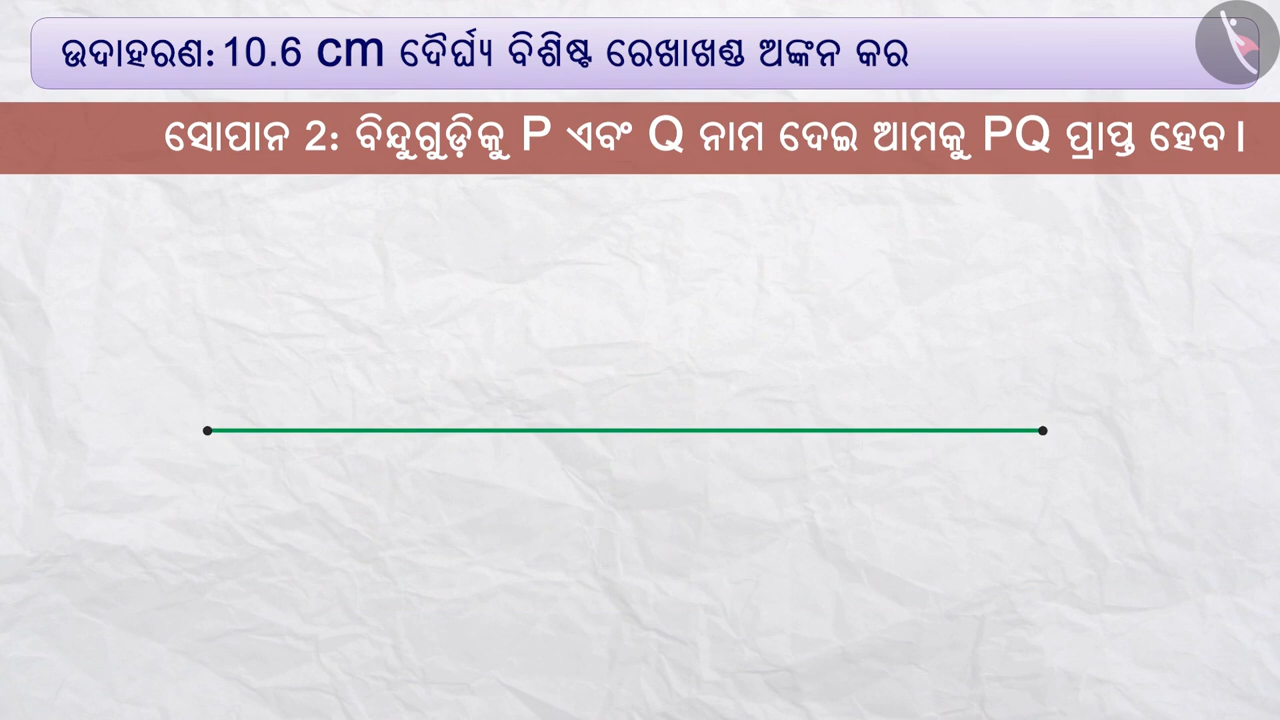 ଉଦାହରଣ: 10.6 cm ଦୈର୍ଘ୍ୟ ବିଶିଷ୍ଟ ରେଖାଖଣ୍ଡ ଅଙ୍କନ କର
ସୋପାନ 2: ବିନ୍ଦୁଗୁଡ଼ିକୁ P ଏବଂ Q ନାମ ଦେଇ ଆମକୁ PQ ପ୍ରାପ୍ତ ହେବ।